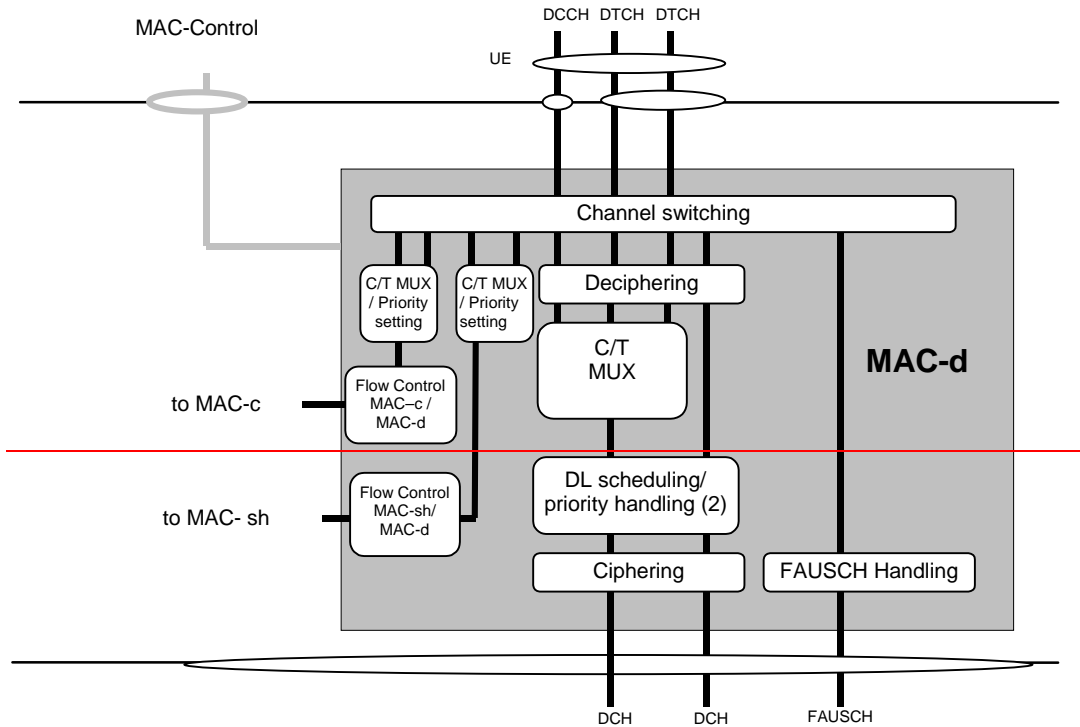 DCCH DTCH DTCH
MAC-Control
UE
Channel switching
C/T MUX
/ Priority
setting
C/T MUX
/ Priority
setting
Deciphering
C/T
MUX
MAC-d
Flow Control
MAC–c /
MAC-d
to MAC-c
DL scheduling/
priority handling (2)
Flow Control
MAC-sh/
MAC-d
to MAC- sh
Ciphering
FAUSCH Handling
DCH DCH FAUSCH